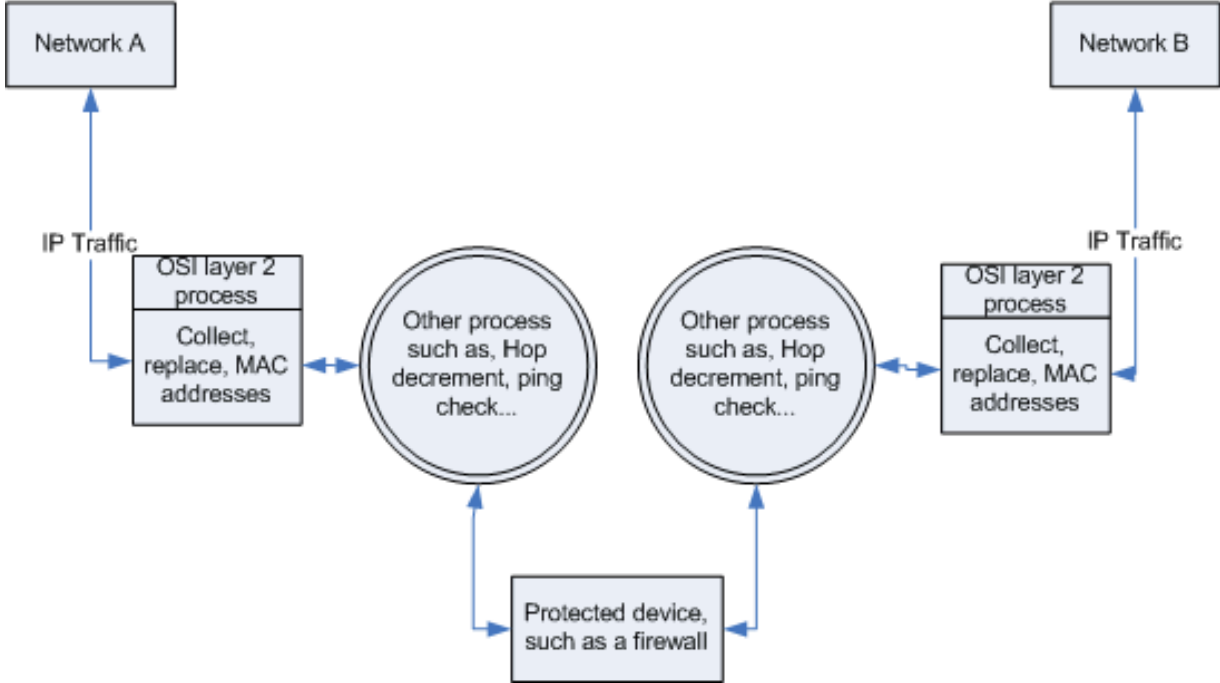 Network A
Network B
IP Traffic
IP Traffic
OSI layer 2
process
Collect,
replace, MAC
addresses
Other process
such as, Hop
decrement, ping
check...
Other process
such as, Hop
decrement, ping
check...
OSI layer 2
process
Collect,
replace, MAC
addresses
Protected device,
such as a firewall